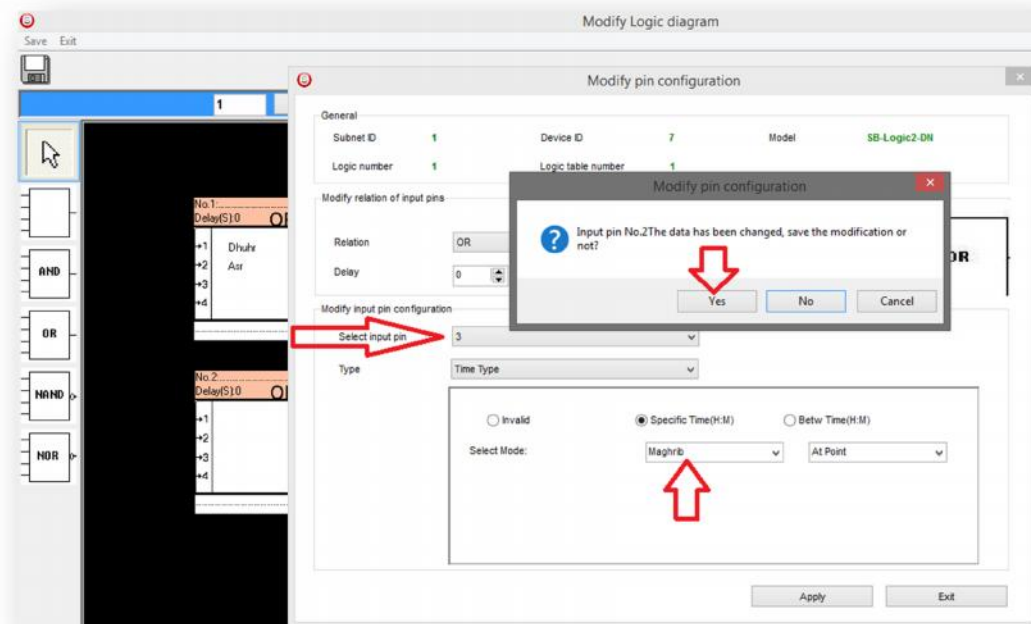 Modify Logic diagram
Save Exit
1
Modify pin configuration
General
Subnet ID 1 Device ID 7 Model SB-Logic2-DN
Logic number 1 Logic table number 1
Modify pin configuration
Modify relation of input pins
Input pin No.2The data has been changed, save the modification or
not?
Relation OR
OR
Delay 0
Yes No Cancel
Modify input pin configuration
Select input pin 3
Type Time Type
Invalid Specific Time(H:M) Betw Time(H:M)
Select Mode: Maghrib At Point
Apply Exit
No.1:
Delay(S):0
1 Dhuhr
2 Asr
3
4
No.2
Delay(S):0
1
2
3
4
AND
OR
NAND
NOR